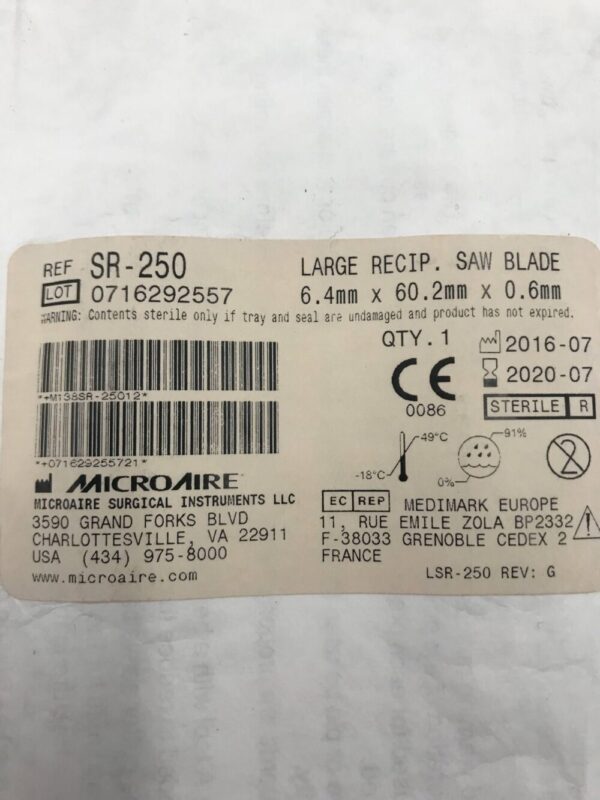 REF SR-250
LOT 0716292557
LARGE RECIP. SAW BLADE
6.4mm x 60.2mm x 0.6mm
WARNING: Contents sterile only if tray and seal are undamaged and product has not expired.
QTY. 1
2016-07
2020-07
CE
0086
STERILE R
*+M138SR-25012*
*+071629255721*
-18°C
49°C
0%
91%
2
MICROAIRE
MICROAIRE SURGICAL INSTRUMENTS LLC
3590 GRAND FORKS BLVD
CHARLOTTESVILLE, VA 22911
USA (434) 975-8000
www.microaire.com
EC REP MEDIMARK EUROPE
11, RUE EMILE ZOLA BP2332
F-38033 GRENOBLE CEDEX 2
FRANCE
LSR-250 REV: G